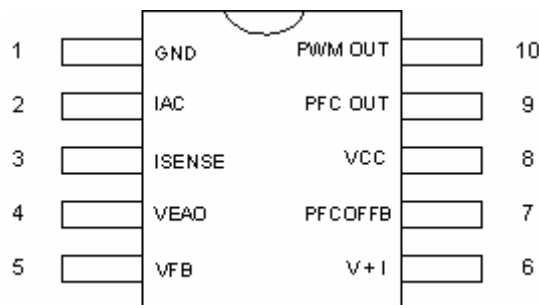 1 GND PWM OUT 10
2 IAC PFC OUT 9
3 ISENSE VCC 8
4 VEAO PFCOFFB 7
5 VFB V+I 6